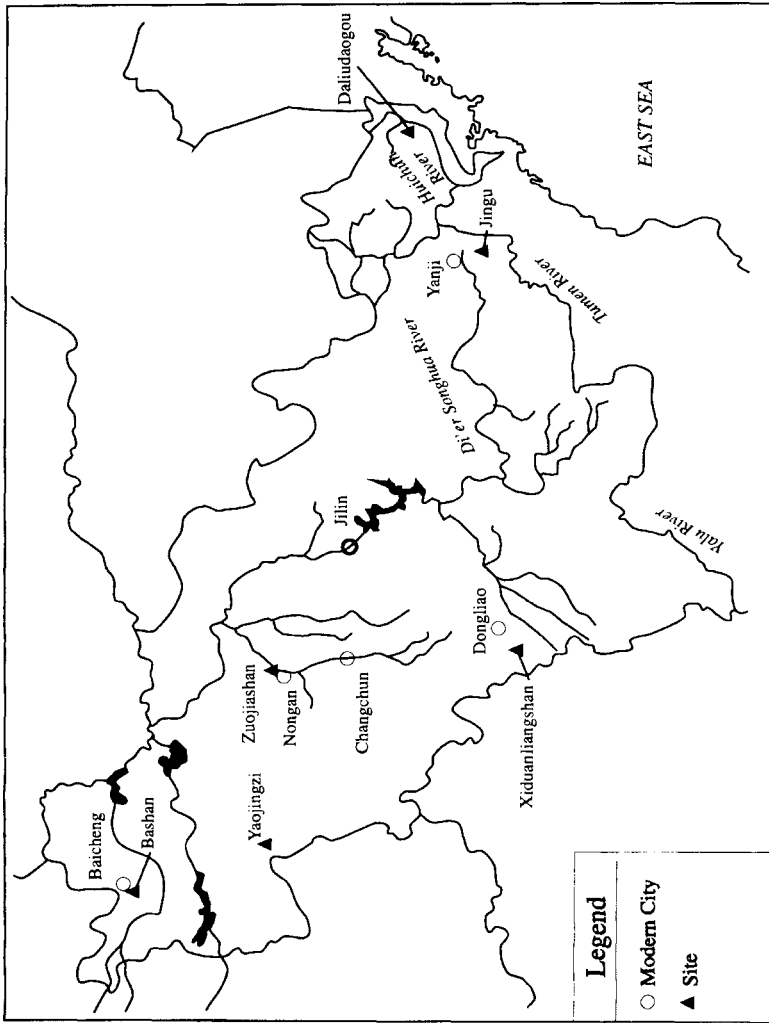 Baicheng
Bashan
Yaojingzi
Zuojiashan
Nongan
Changchun
Jilin
Dongliao
Xiduanliangshan
Di'er Songhua River
Yalu River
Yanji
Jingu
Tumen River
Huichun
River
Daliudaogou
EAST SEA
Legend
Modern City
Site